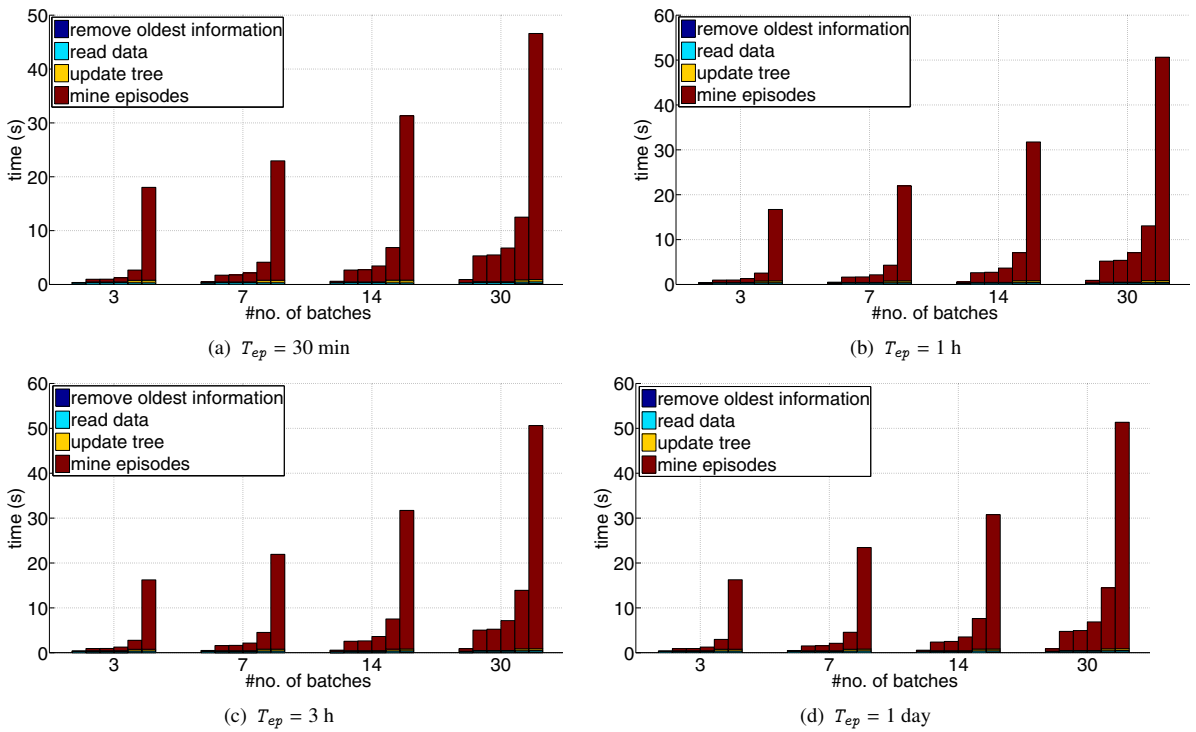 50
40
30
20
10
0
time (s)
remove oldest information
read data
update tree
mine episodes
3 7 14 30
#no. of batches
(a) T_ep = 30 min
60
50
40
30
20
10
0
time (s)
remove oldest information
read data
update tree
mine episodes
3 7 14 30
#no. of batches
(b) T_ep = 1 h
60
50
40
30
20
10
0
time (s)
remove oldest information
read data
update tree
mine episodes
3 7 14 30
#no. of batches
(c) T_ep = 3 h
60
50
40
30
20
10
0
time (s)
remove oldest information
read data
update tree
mine episodes
3 7 14 30
#no. of batches
(d) T_ep = 1 day